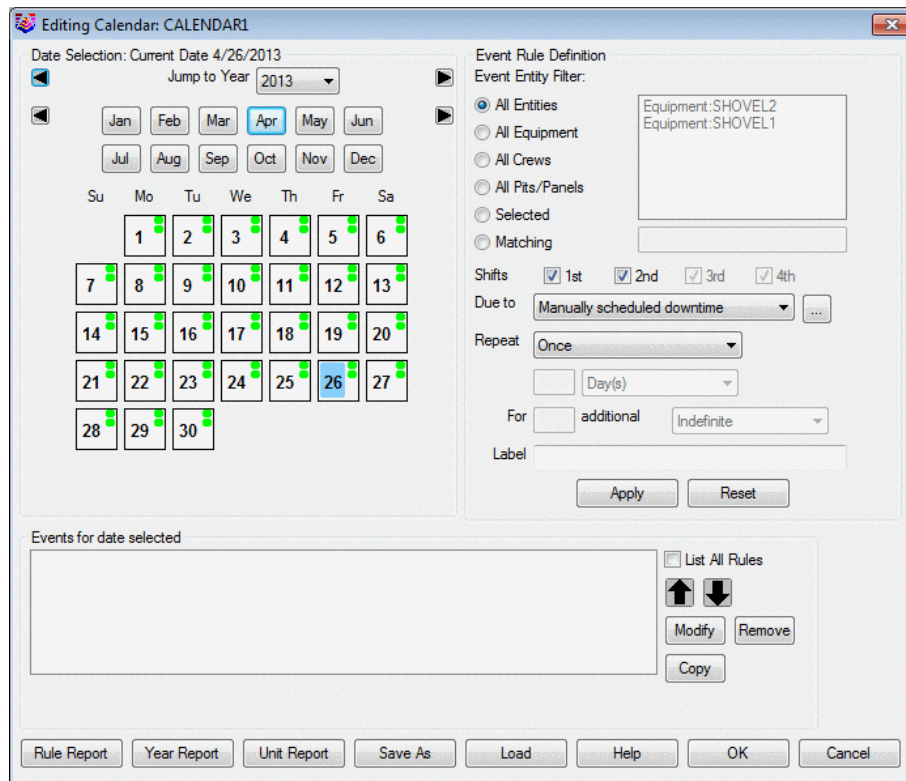 Editing Calendar: CALENDAR1
Date Selection: Current Date 4/26/2013
Jump to Year 2013
Jan Feb Mar Apr May Jun
Jul Aug Sep Oct Nov Dec
Su Mo Tu We Th Fr Sa
1 2 3 4 5 6
7 8 9 10 11 12 13
14 15 16 17 18 19 20
21 22 23 24 25 26 27
28 29 30
Event Rule Definition
Event Entity Filter:
All Entities
All Equipment
All Crews
All Pits/Panels
Selected
Matching
Equipment:SHOVEL2
Equipment:SHOVEL1
Shifts 1st 2nd 3rd 4th
Due to Manually scheduled downtime ...
Repeat Once
Day(s)
For additional Indefinite
Label
Apply Reset
Events for date selected
List All Rules
Modify Remove
Copy
Rule Report Year Report Unit Report Save As Load Help OK Cancel